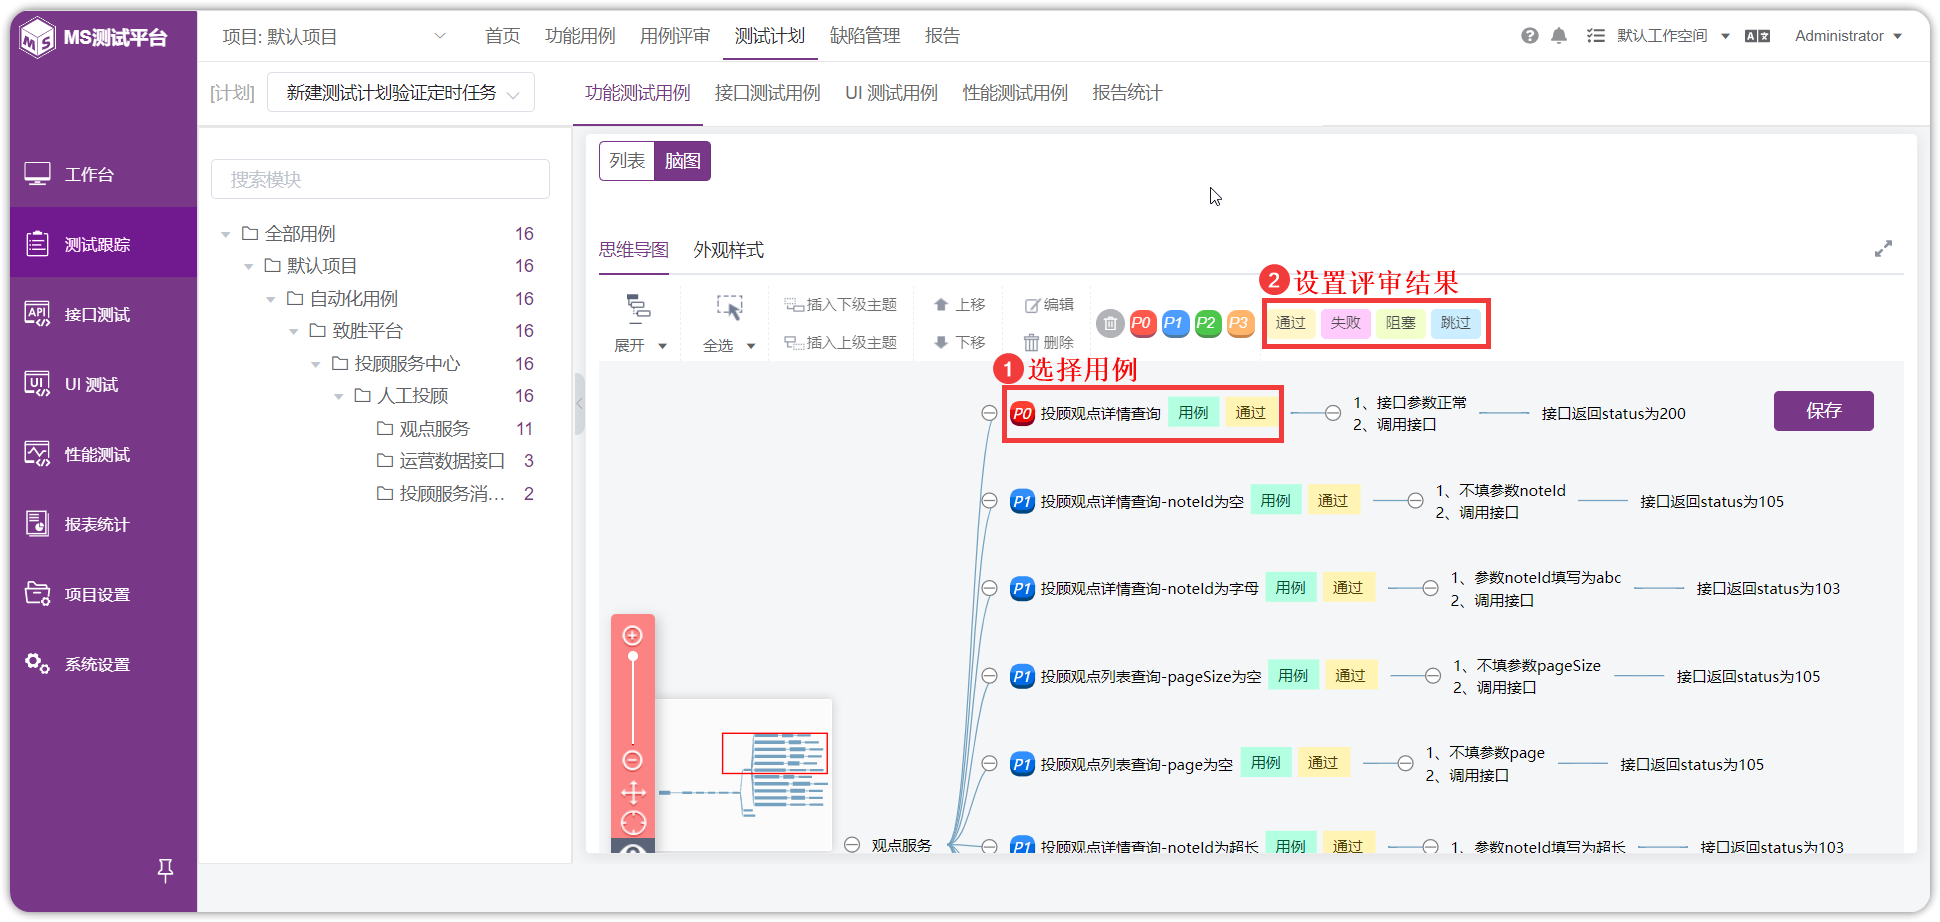 MS测试平台
项目: 默认项目
首页 功能用例 用例评审 测试计划 缺陷管理 报告
默认工作空间 Administrator
[计划] 新建测试计划验证定时任务
功能测试用例 接口测试用例 UI 测试用例 性能测试用例 报告统计
工作台
测试跟踪
接口测试
UI 测试
性能测试
报表统计
项目设置
系统设置
搜索模块
全部用例 16
默认项目 16
自动化用例 16
致胜平台 16
投顾服务中心 16
人工投顾 16
观点服务 11
运营数据接口 3
投顾服务消... 2
列表 脑图
思维导图 外观样式
2 设置评审结果
展开 全选
插入下级主题 上移 编辑
插入上级主题 下移 删除
P0 P1 P2 P3 通过 失败 阻塞 跳过
1 选择用例
P0 投顾观点详情查询 用例 通过
1、接口参数正常
2、调用接口
接口返回status为200
保存
P1 投顾观点详情查询-noteId为空 用例 通过
1、不填参数noteId
2、调用接口
接口返回status为105
P1 投顾观点详情查询-noteId为字母 用例 通过
1、参数noteId填写为abc
2、调用接口
接口返回status为103
P1 投顾观点列表查询-pageSize为空 用例 通过
1、不填参数pageSize
2、调用接口
接口返回status为105
P1 投顾观点列表查询-page为空 用例 通过
1、不填参数page
2、调用接口
接口返回status为105
观点服务
P1 投顾观点详情查询-noteId为超长 用例 通过
1、参数noteId填写为超长
接口返回status为103